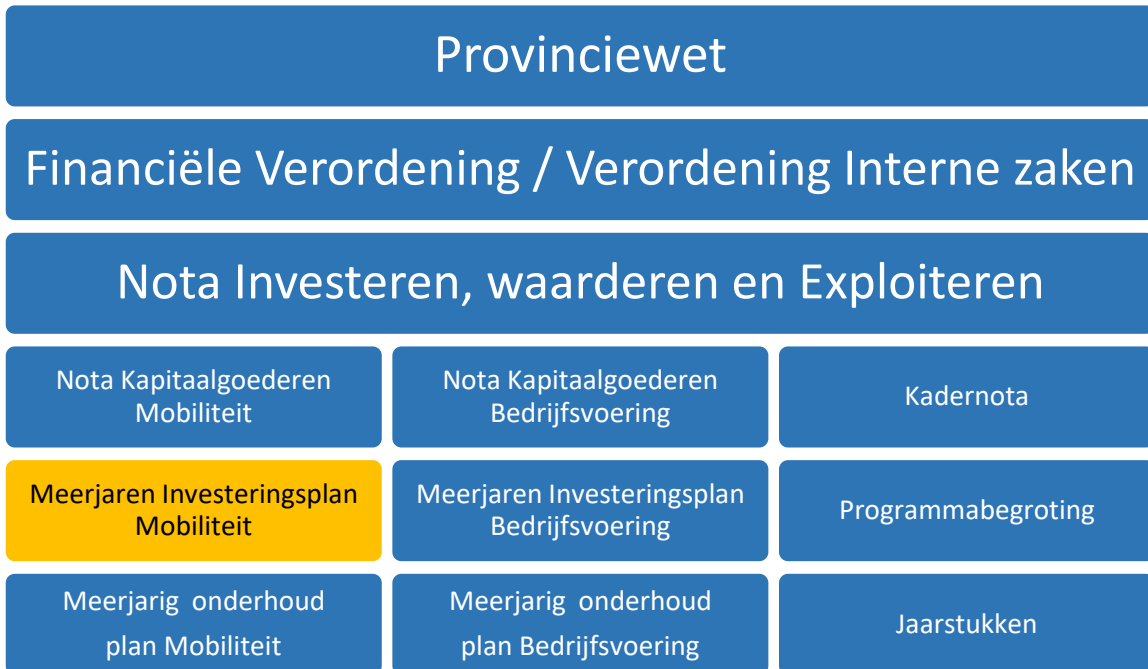 Provinciewet
Financiële Verordening / Verordening Interne zaken
Nota Investeren, waarderen en Exploiteren
Nota Kapitaalgoederen
Mobiliteit
Nota Kapitaalgoederen
Bedrijfsvoering
Kadernota
Meerjaren Investeringsplan
Mobiliteit
Meerjaren Investeringsplan
Bedrijfsvoering
Programmabegroting
Meerjarig onderhoud
plan Mobiliteit
Meerjarig onderhoud
plan Bedrijfsvoering
Jaarstukken